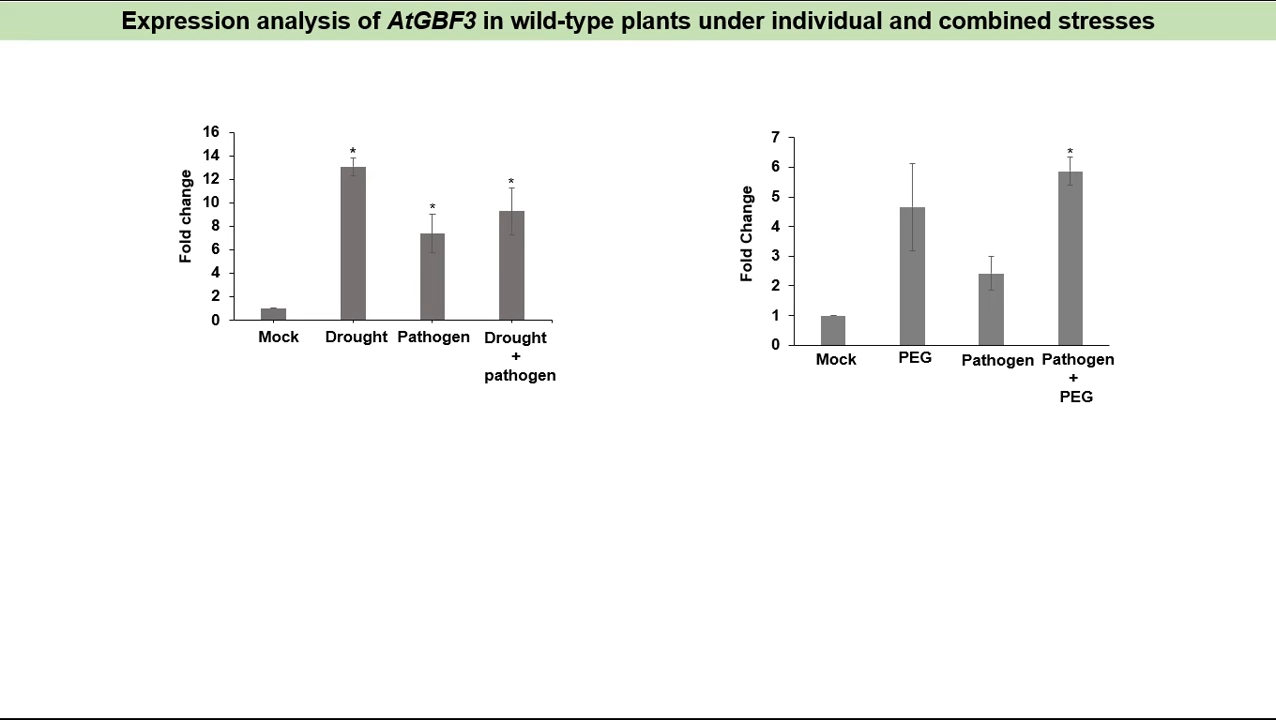 Expression analysis of AtGBF3 in wild-type plants under individual and combined stresses
Fold change
16
14
12
10
8
6
4
2
0
*
*
*
Mock
Drought
Pathogen
Drought
+
pathogen
Fold Change
7
6
5
4
3
2
1
0
*
Mock
PEG
Pathogen
Pathogen
+
PEG